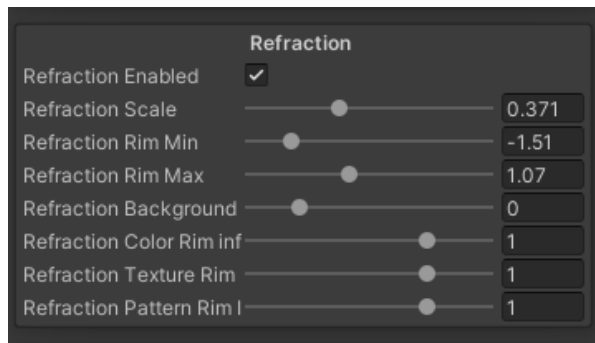 Refraction
Refraction Enabled
Refraction Scale 0.371
Refraction Rim Min -1.51
Refraction Rim Max 1.07
Refraction Background 0
Refraction Color Rim inf 1
Refraction Texture Rim 1
Refraction Pattern Rim I 1